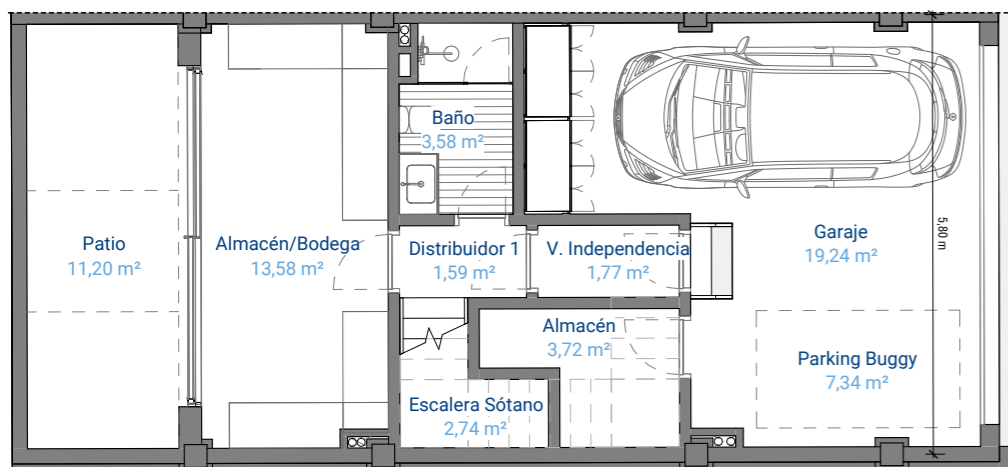 Baño
3,58 m²
Patio
11,20 m²
Almacén/Bodega
13,58 m²
Distribuidor 1
1,59 m²
V. Independencia
1,77 m²
Garaje
19,24 m²
5,80 m
Almacén
3,72 m²
Parking Buggy
7,34 m²
Escalera Sótano
2,74 m²